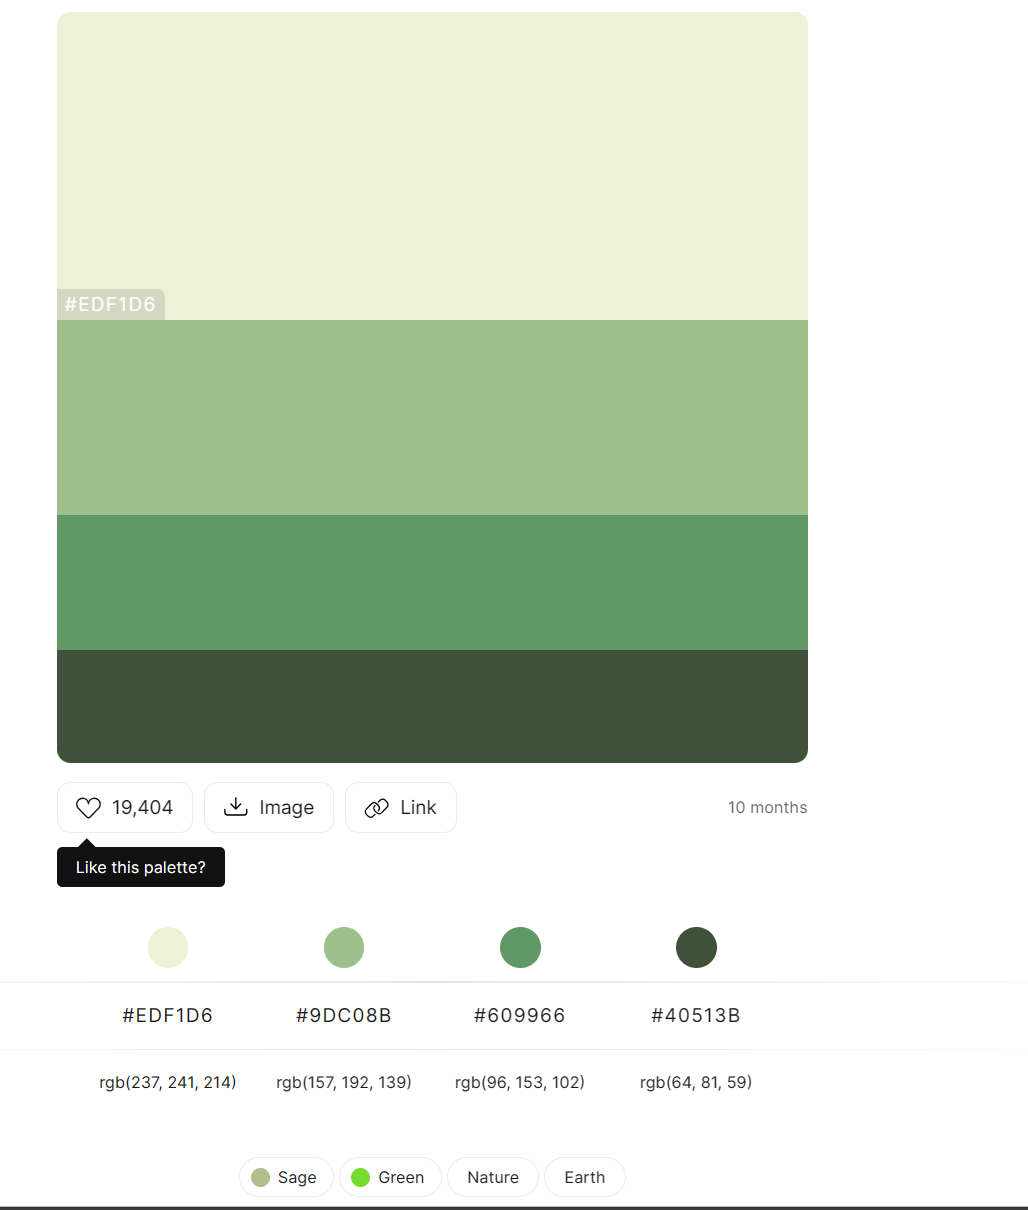 #EDF1D6
19,404 Image Link 10 months
Like this palette?
#EDF1D6 #9DC08B #609966 #40513B
rgb(237, 241, 214) rgb(157, 192, 139) rgb(96, 153, 102) rgb(64, 81, 59)
Sage Green Nature Earth